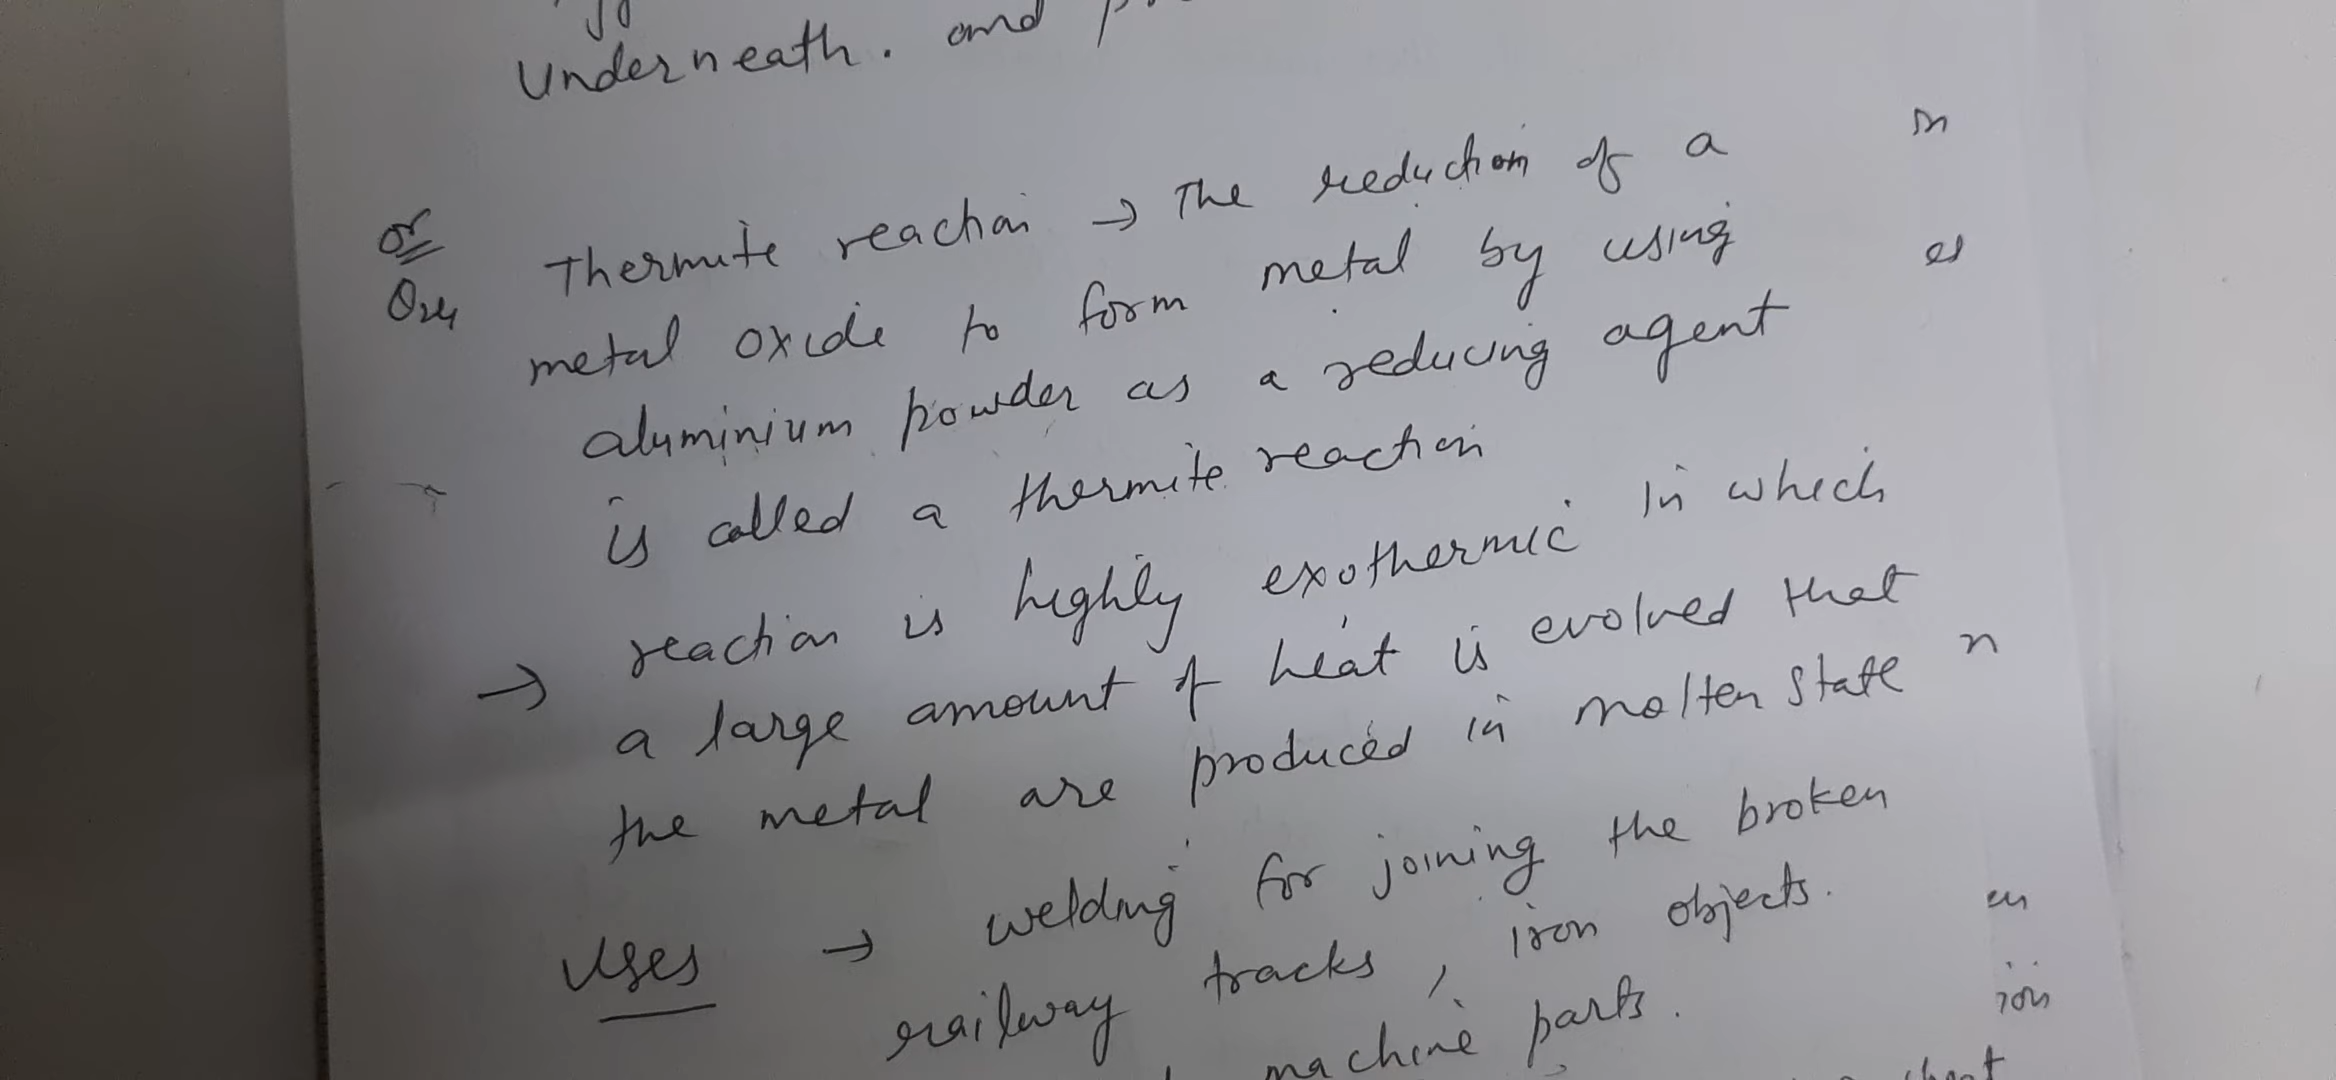 underneath. and
or
Ore
Thermite reaction → The reduction of a
metal oxide to form metal by using
aluminium powder as a reducing agent
is called a thermite reaction
→ reaction is highly exothermic in which
a large amount of heat is evolved that
the metal are produced in molten state
Uses → welding for joining the broken
railway tracks, iron objects.
machine parts.